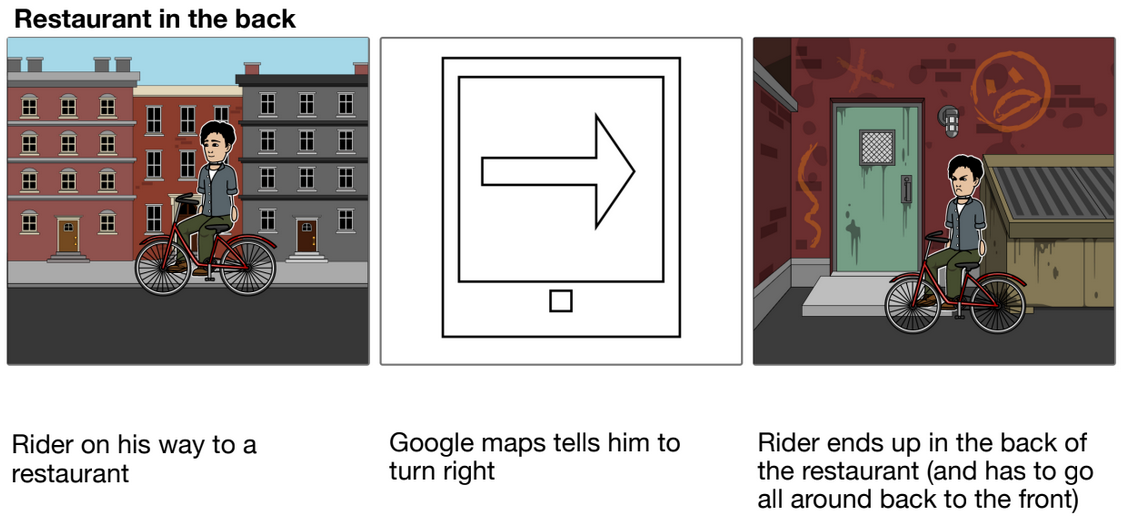 Restaurant in the back
Rider on his way to a
restaurant
Google maps tells him to
turn right
Rider ends up in the back of
the restaurant (and has to go
all around back to the front)